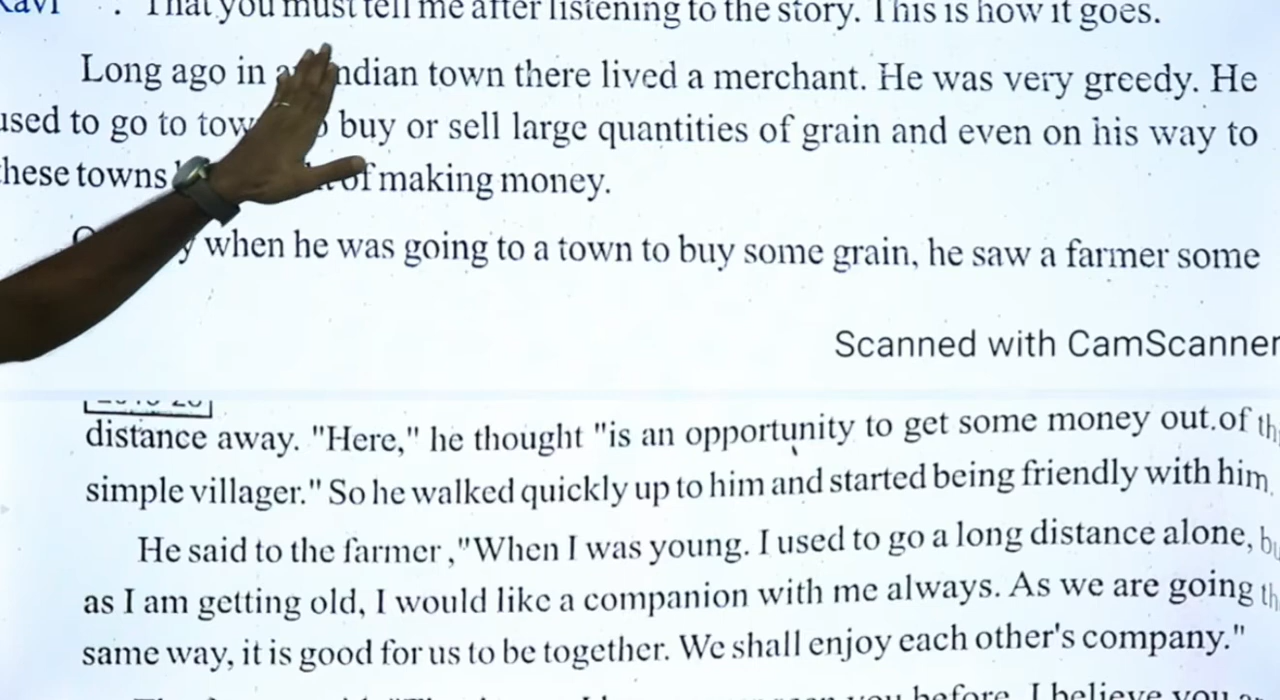 . That you must tell me after listening to the story. This is how it goes.
Long ago in ndian town there lived a merchant. He was very greedy. He
used to go to tow buy or sell large quantities of grain and even on his way to
these towns of making money.
when he was going to a town to buy some grain, he saw a farmer some
Scanned with CamScanner
distance away. "Here," he thought "is an opportunity to get some money out.of
simple villager." So he walked quickly up to him and started being friendly with him.
He said to the farmer ,"When I was young. I used to go a long distance alone,
as I am getting old, I would like a companion with me always. As we are going
same way, it is good for us to be together. We shall enjoy each other's company."
before, I believe you